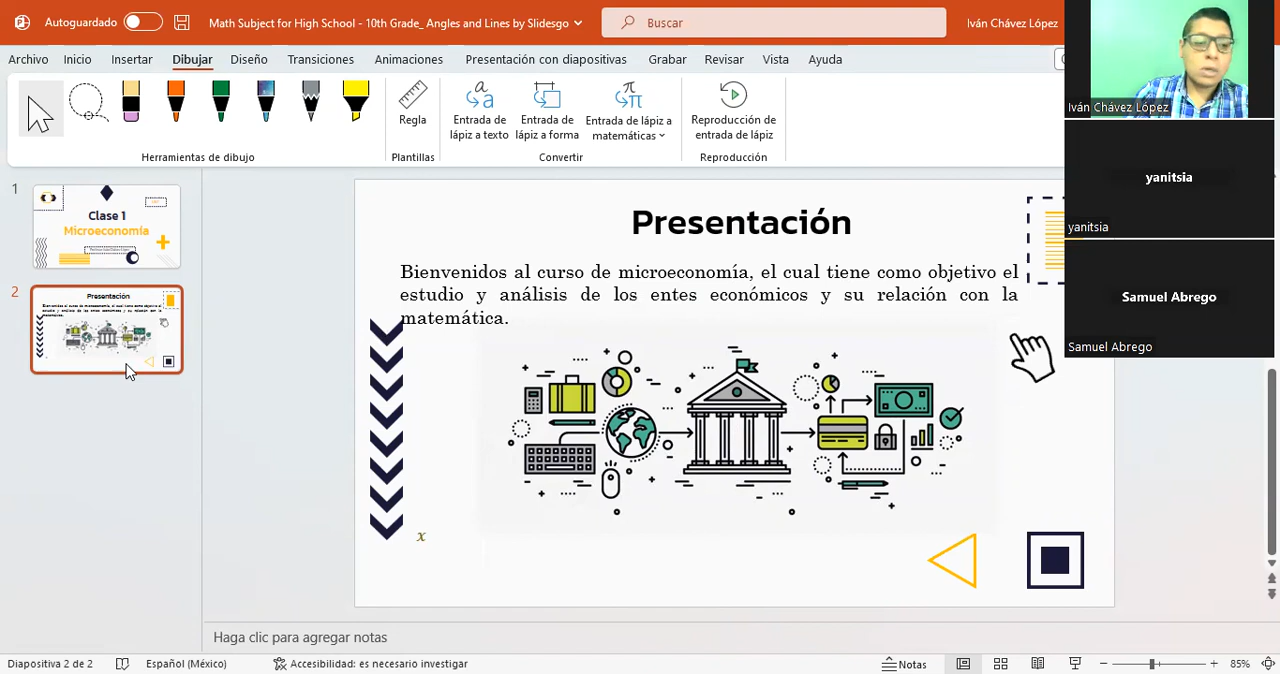 Autoguardado
Math Subject for High School - 10th Grade_ Angles and Lines by Slidesgo
Buscar
Iván Chávez López
Archivo Inicio Insertar Dibujar Diseño Transiciones Animaciones Presentación con diapositivas Grabar Revisar Vista Ayuda
Regla
Entrada de lápiz a texto
Entrada de lápiz a forma
Entrada de lápiz a matemáticas
Reproducción de entrada de lápiz
Herramientas de dibujo
Plantillas
Convertir
Reproducción
Iván Chávez López
yanitsia
yanitsia
Samuel Abrego
Samuel Abrego
1
Clase 1
Microeconomía
2
Presentación
Presentación
Bienvenidos al curso de microeconomía, el cual tiene como objetivo el
estudio y análisis de los entes económicos y su relación con la
matemática.
x
Haga clic para agregar notas
Diapositiva 2 de 2
Español (México)
Accesibilidad: es necesario investigar
Notas
85%